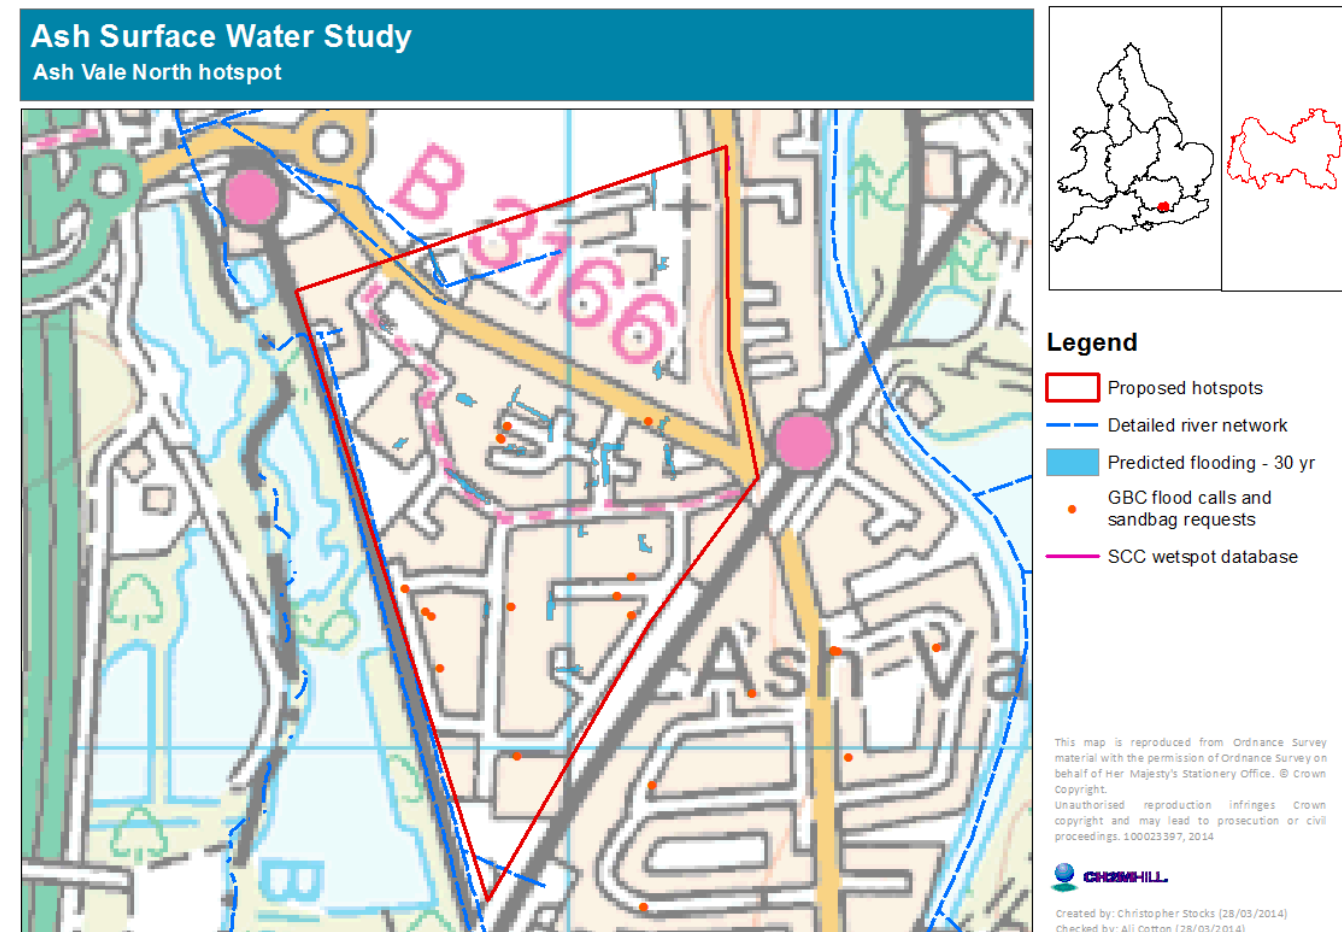 Ash Surface Water Study
Ash Vale North hotspot
B 3166
Ash Va
B
Legend
Proposed hotspots
Detailed river network
Predicted flooding - 30 yr
GBC flood calls and
sandbag requests
SCC wetspot database
This map is reproduced from Ordnance Survey
material with the permission of Ordnance Survey on
behalf of Her Majesty's Stationery Office. © Crown
Copyright.
Unauthorised reproduction infringes Crown
copyright and may lead to prosecution or civil
proceedings. 100023397, 2014
CH2MHILL.
Created by: Christopher Stocks (28/03/2014)
Checked by: Ali Cotton (28/03/2014)